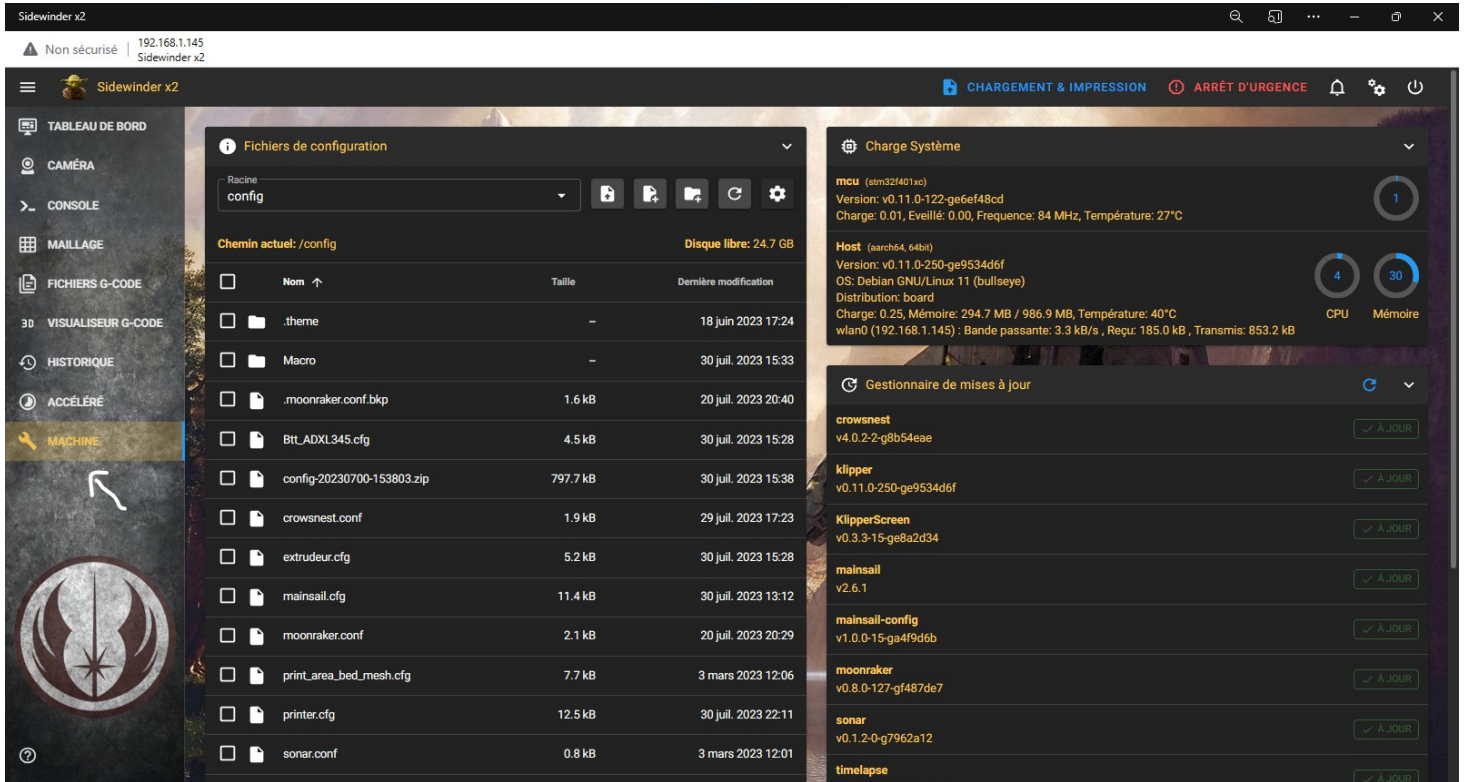 Sidewinder x2
Non sécurisé
192.168.1.145
Sidewinder x2
Sidewinder x2
CHARGEMENT & IMPRESSION
ARRÊT D'URGENCE
TABLEAU DE BORD
CAMÉRA
CONSOLE
MAILLAGE
FICHIERS G-CODE
3D VISUALISEUR G-CODE
HISTORIQUE
ACCÉLÉRÉ
MACHINE
Fichiers de configuration
Racine
config
Chemin actuel: /config Disque libre: 24.7 GB
Nom Taille Dernière modification
.theme – 18 juin 2023 17:24
Macro – 30 juil. 2023 15:33
.moonraker.conf.bkp 1.6 kB 20 juil. 2023 20:40
Btt_ADXL345.cfg 4.5 kB 30 juil. 2023 15:28
config-20230700-153803.zip 797.7 kB 30 juil. 2023 15:38
crowsnest.conf 1.9 kB 29 juil. 2023 17:23
extrudeur.cfg 5.2 kB 30 juil. 2023 15:28
mainsail.cfg 11.4 kB 30 juil. 2023 13:12
moonraker.conf 2.1 kB 20 juil. 2023 20:29
print_area_bed_mesh.cfg 7.7 kB 3 mars 2023 12:06
printer.cfg 12.5 kB 30 juil. 2023 22:11
sonar.conf 0.8 kB 3 mars 2023 12:01
Charge Système
mcu (stm32f401xc)
Version: v0.11.0-122-ge6ef48cd
Charge: 0.01, Eveillé: 0.00, Frequence: 84 MHz, Température: 27°C
1
Host (aarch64, 64bit)
Version: v0.11.0-250-ge9534d6f
OS: Debian GNU/Linux 11 (bullseye)
Distribution: board
Charge: 0.25, Mémoire: 294.7 MB / 986.9 MB, Température: 40°C
wlan0 (192.168.1.145) : Bande passante: 3.3 kB/s , Reçu: 185.0 kB , Transmis: 853.2 kB
4 30
CPU Mémoire
Gestionnaire de mises à jour
crowsnest
v4.0.2-2-g8b54eae
À JOUR
klipper
v0.11.0-250-ge9534d6f
À JOUR
KlipperScreen
v0.3.3-15-ge8a2d34
À JOUR
mainsail
v2.6.1
À JOUR
mainsail-config
v1.0.0-15-ga4f9d6b
À JOUR
moonraker
v0.8.0-127-gf487de7
À JOUR
sonar
v0.1.2-0-g7962a12
À JOUR
timelapse
À JOUR